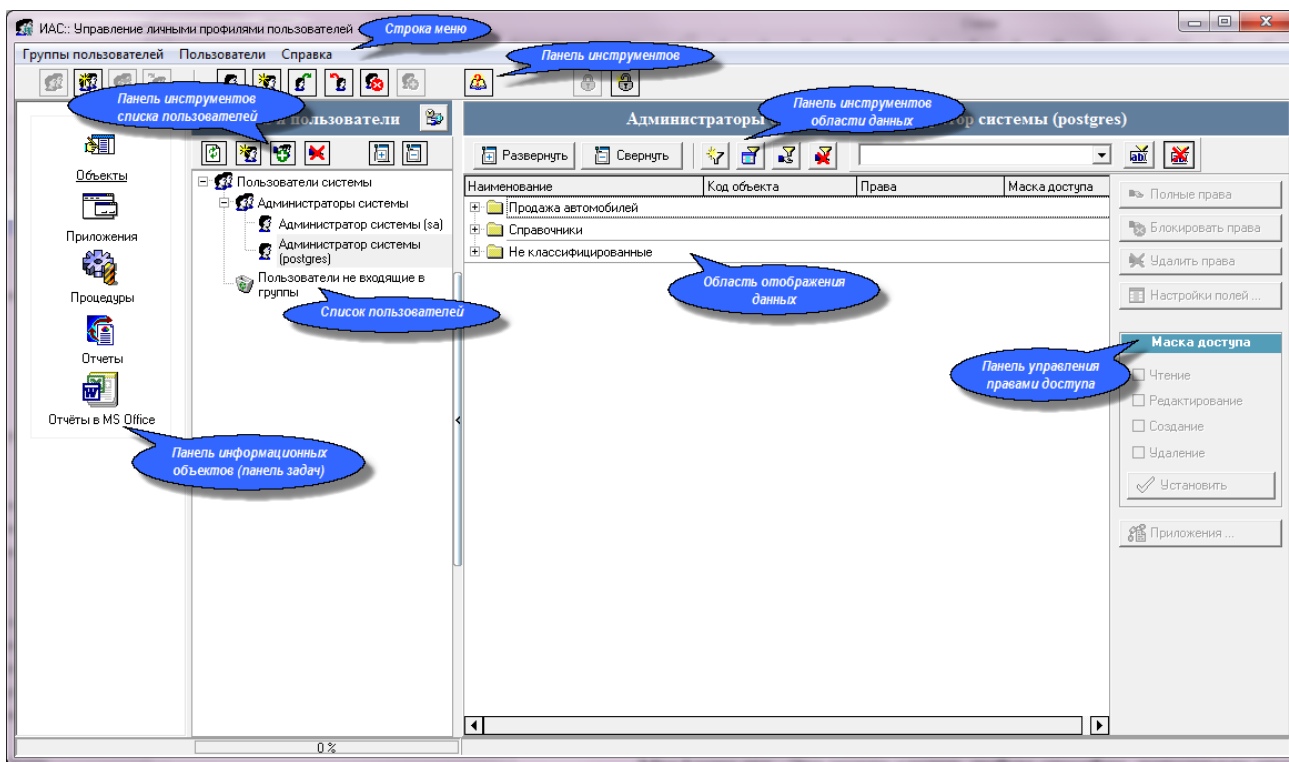 ИАС:: Управление личными профилями пользователей
Строка меню
Группы пользователей Пользователи Справка
Панель инструментов
Панель инструментов
списка пользователей
пользователи
Администраторы
Панель инструментов
области данных
системы (postgres)
Объекты
Приложения
Процедуры
Отчеты
Отчёты в MS Office
Панель информационных
объектов (панель задач)
Пользователи системы
Администраторы системы
Администратор системы (sa)
Администратор системы
(postgres)
Пользователи не входящие в
группы
Список пользователей
Развернуть Свернуть
Наименование Код объекта Права Маска доступа
Продажа автомобилей
Справочники
Не классифицированные
Область отображения
данных
Полные права
Блокировать права
Удалить права
Настройки полей ...
Маска доступа
Панель управления
правами доступа
Чтение
Редактирование
Создание
Удаление
Установить
Приложения ...
0 %